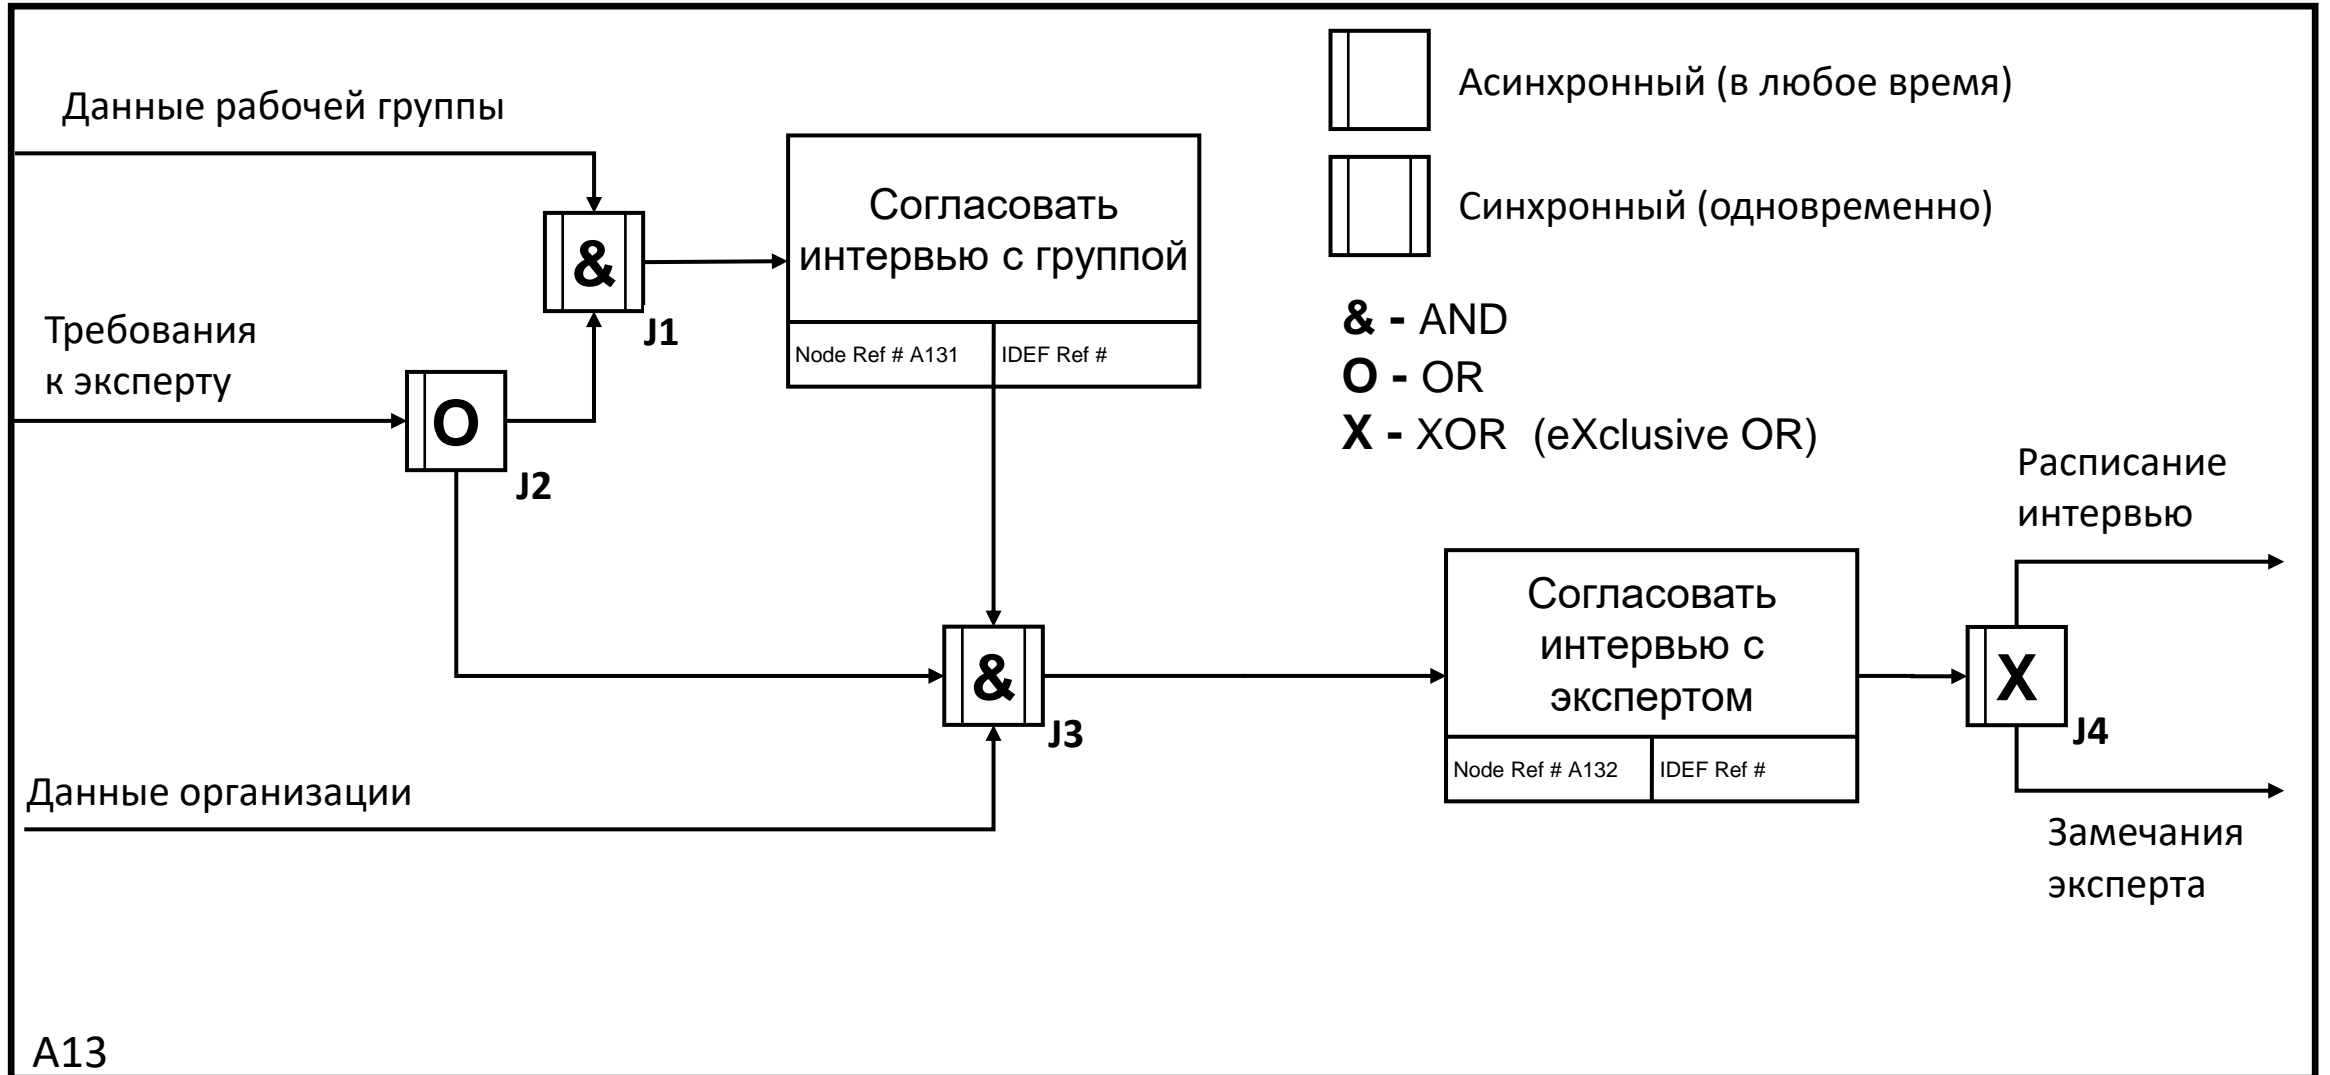 Данные рабочей группы
Асинхронный (в любое время)
Согласовать
интервью с группой
Синхронный (одновременно)
&
J1
Требования
к эксперту
Node Ref # A131
IDEF Ref #
& - AND
O - OR
X - XOR (eXclusive OR)
O
J2
Расписание
интервью
Согласовать
интервью с
экспертом
&
J3
X
J4
Node Ref # A132
IDEF Ref #
Данные организации
Замечания
эксперта
А13